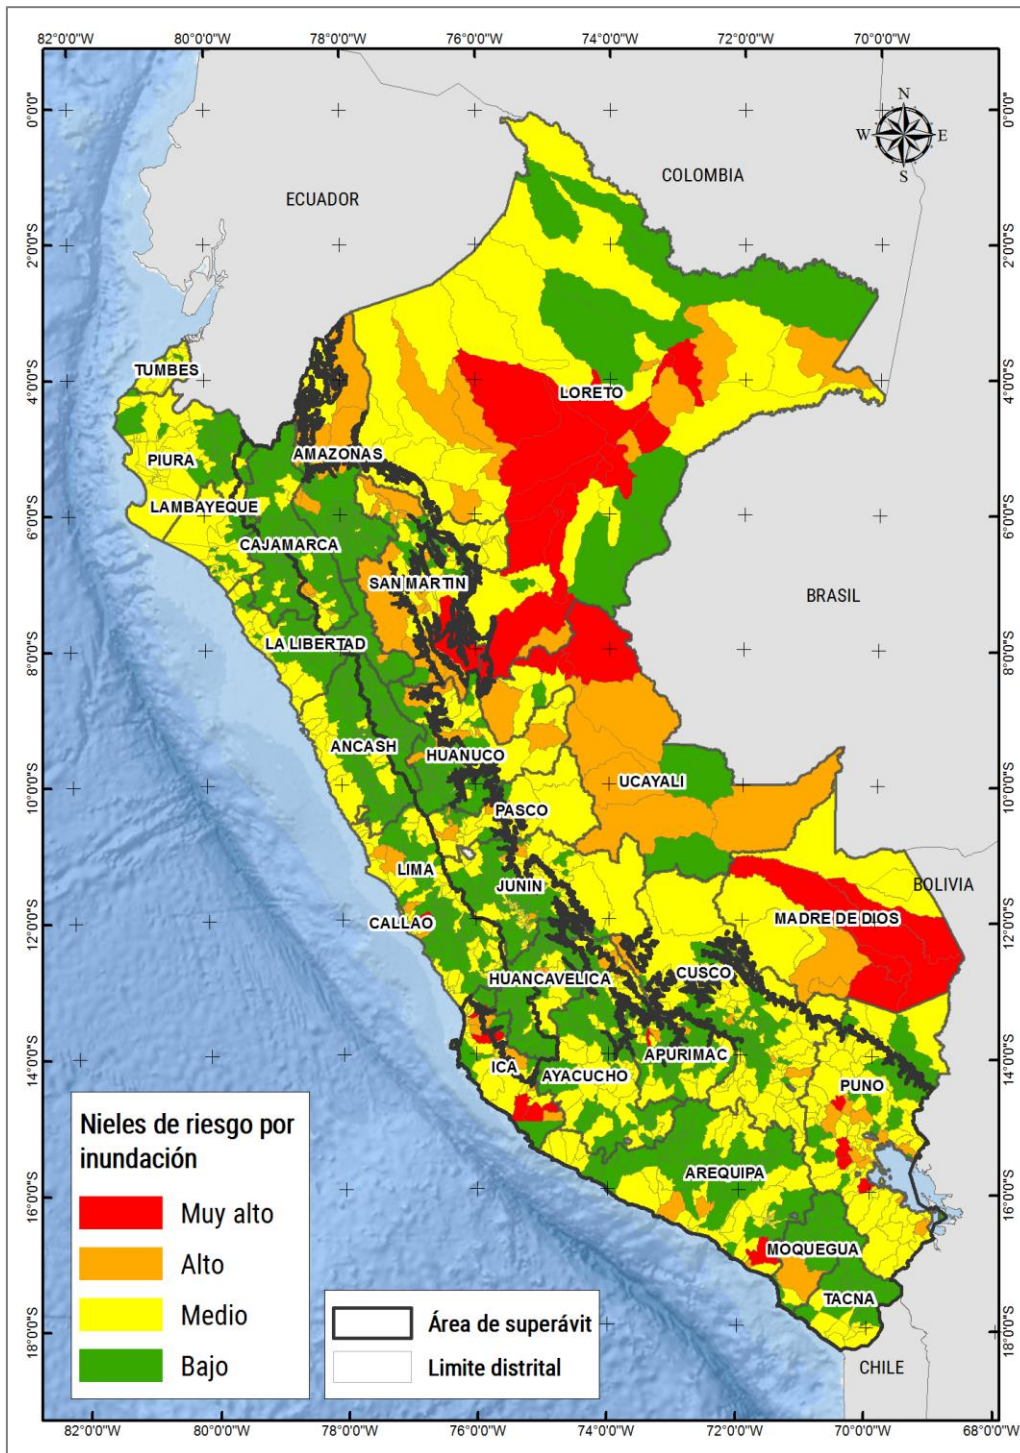 82°0'0"W 80°0'0"W 78°0'0"W 76°0'0"W 74°0'0"W 72°0'0"W 70°0'0"W
0°0'0"
2°0'0"S
4°0'0"S
6°0'0"S
8°0'0"S
10°0'0"S
12°0'0"S
14°0'0"S
16°0'0"S
18°0'0"S
0°0'0"
2°0'0"S
4°0'0"S
6°0'0"S
8°0'0"S
10°0'0"S
12°0'0"S
14°0'0"S
16°0'0"S
18°0'0"S
N
W E
S
COLOMBIA
ECUADOR
TUMBES
LORETO
AMAZONAS
PIURA
LAMBAYEQUE
CAJAMARCA
SAN MARTIN
BRASIL
LA LIBERTAD
ANCASH
HUANUCO
UCAYALI
PASCO
LIMA
JUNIN
BOLIVIA
CALLAO
MADRE DE DIOS
HUANCAVELICA
CUSCO
ICA
AYACUCHO
APURIMAC
PUNO
AREQUIPA
MOQUEGUA
TACNA
CHILE
Nieles de riesgo por
inundación
Muy alto
Alto
Medio
Bajo
Área de superávit
Limite distrital
82°0'0"W 80°0'0"W 78°0'0"W 76°0'0"W 74°0'0"W 72°0'0"W 70°0'0"W 68°0'0"W